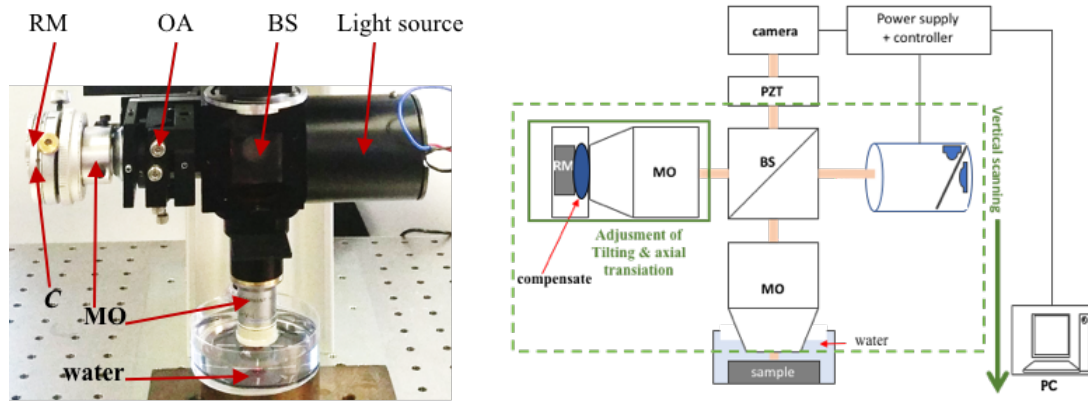 RM
OA
BS
Light source
C
MO
water
camera
Power supply
+ controller
PZT
RM
MO
BS
Adjusment of
Tilting & axial
transiation
compensate
MO
water
sample
Vertical scanning
PC